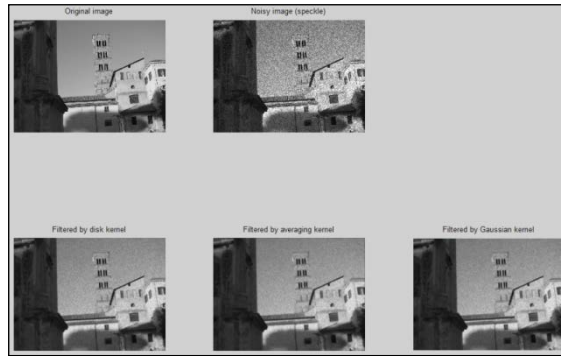 Original image
Noisy image (speckle)
Filtered by disk kernel
Filtered by averaging kernel
Filtered by Gaussian kernel